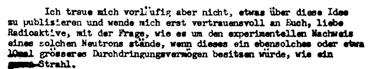 Ich traue mich vorläufig aber nicht, etwas über diese Idee
zu publizieren und wende mich erst vertrauensvoll an Euch, liebe
Radioaktive, mit der Frage, wie es um den experimentellen Nachweis
eines solchen Neutrons stände, wenn dieses ein ebensolches oder etwa
10mal grösseres Durchdringungsvermögen besitzen würde, wie ein
Strahl.